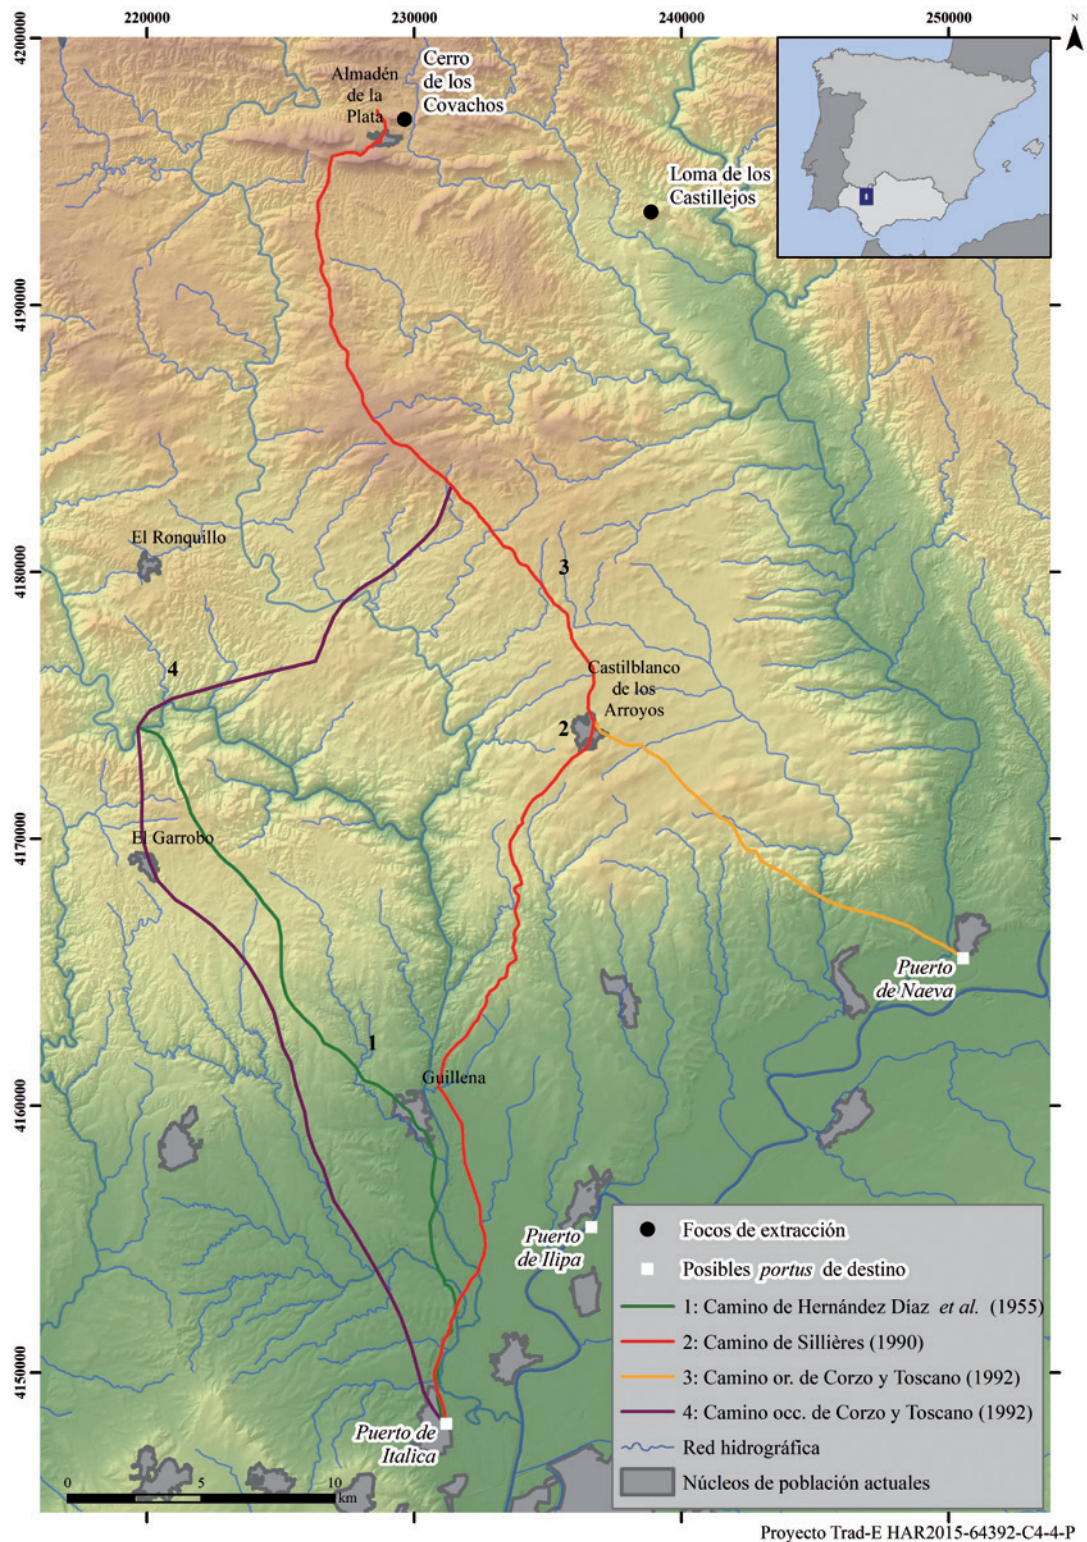 220000
230000
240000
250000
N
4200000
4190000
4180000
4170000
4160000
4150000
Almadén
de la
Plata
Cerro
de los
Covachos
Loma de los
Castillejos
El Ronquillo
3
4
Castilblanco
de los
Arroyos
2
El Garrobo
Puerto
de Naeva
1
Guillena
Puerto
de Ilipa
Puerto de
Italica
0 5 10
km
Focos de extracción
Posibles portus de destino
1: Camino de Hernández Díaz et al. (1955)
2: Camino de Sillières (1990)
3: Camino or. de Corzo y Toscano (1992)
4: Camino occ. de Corzo y Toscano (1992)
Red hidrográfica
Núcleos de población actuales
Proyecto Trad-E HAR2015-64392-C4-4-P